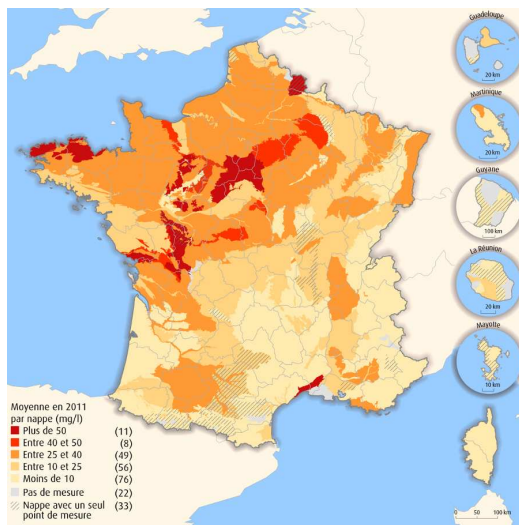 Guadeloupe
20 km
Martinique
20 km
Guyane
100 km
La Réunion
20 km
Mayotte
10 km
Moyenne en 2011
par nappe (mg/l)
Plus de 50 (11)
Entre 40 et 50 (8)
Entre 25 et 40 (49)
Entre 10 et 25 (56)
Moins de 10 (76)
Pas de mesure (22)
Nappe avec un seul (33)
point de mesure
0 50 100 km